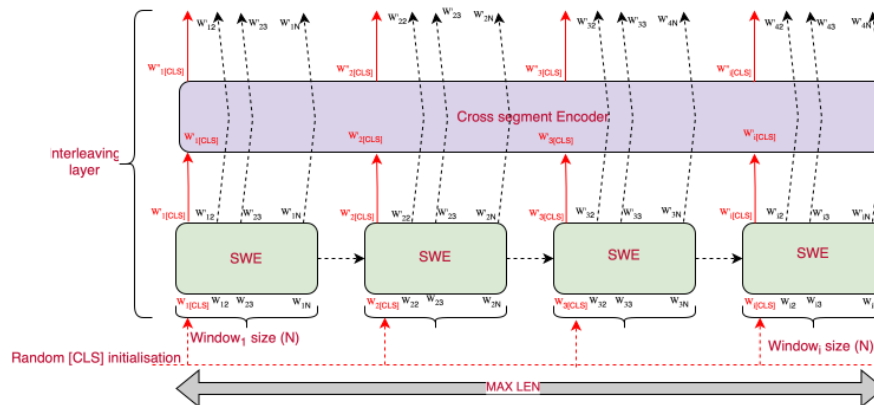 W'12 W'23 W'1N W'22 W'23 W'2N W'32 W'33 W'4N W'42 W'43 W'4N
W''1[CLS] W''2[CLS] W''3[CLS] W''i[CLS]
Cross segment Encoder
W'1[CLS] W'2[CLS] W'3[CLS] W'i[CLS]
Interleaving
layer
W'1[CLS] W'12 W'23 W'1N W'2[CLS] W'22 W'23 W'2N W'3[CLS] W'32 W'33 W'3N W'i[CLS] W'i2 W'i3 W'iN
SWE SWE SWE SWE
W1[CLS] W12 W23 W1N W2[CLS] W22 W23 W2N W3[CLS] W32 W33 W3N Wi[CLS] Wi2 Wi3
Window1 size (N) Windowi size (N)
Random [CLS] initialisation
MAX LEN